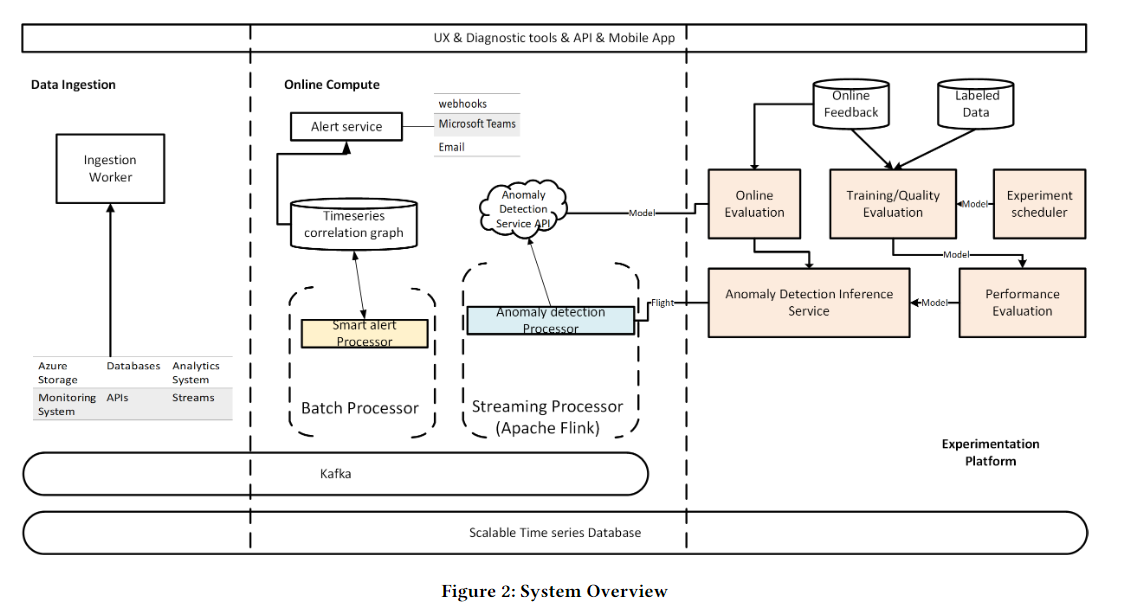 UX & Diagnostic tools & API & Mobile App
Data Ingestion
Online Compute
webhooks
Microsoft Teams
Email
Alert service
Online
Feedback
Labeled
Data
Ingestion
Worker
Anomaly
Detection
Service API
Timeseries
correlation graph
Model
Online
Evaluation
Training/Quality
Evaluation
Model
Experiment
scheduler
Model
Smart alert
Processor
Anomaly detection
Processor
Flight
Anomaly Detection Inference
Service
Model
Performance
Evaluation
Azure
Storage
Databases
Analytics
System
Monitoring
System
APIs
Streams
Batch Processor
Streaming Processor
(Apache Flink)
Experimentation
Platform
Kafka
Scalable Time series Database
Figure 2: System Overview